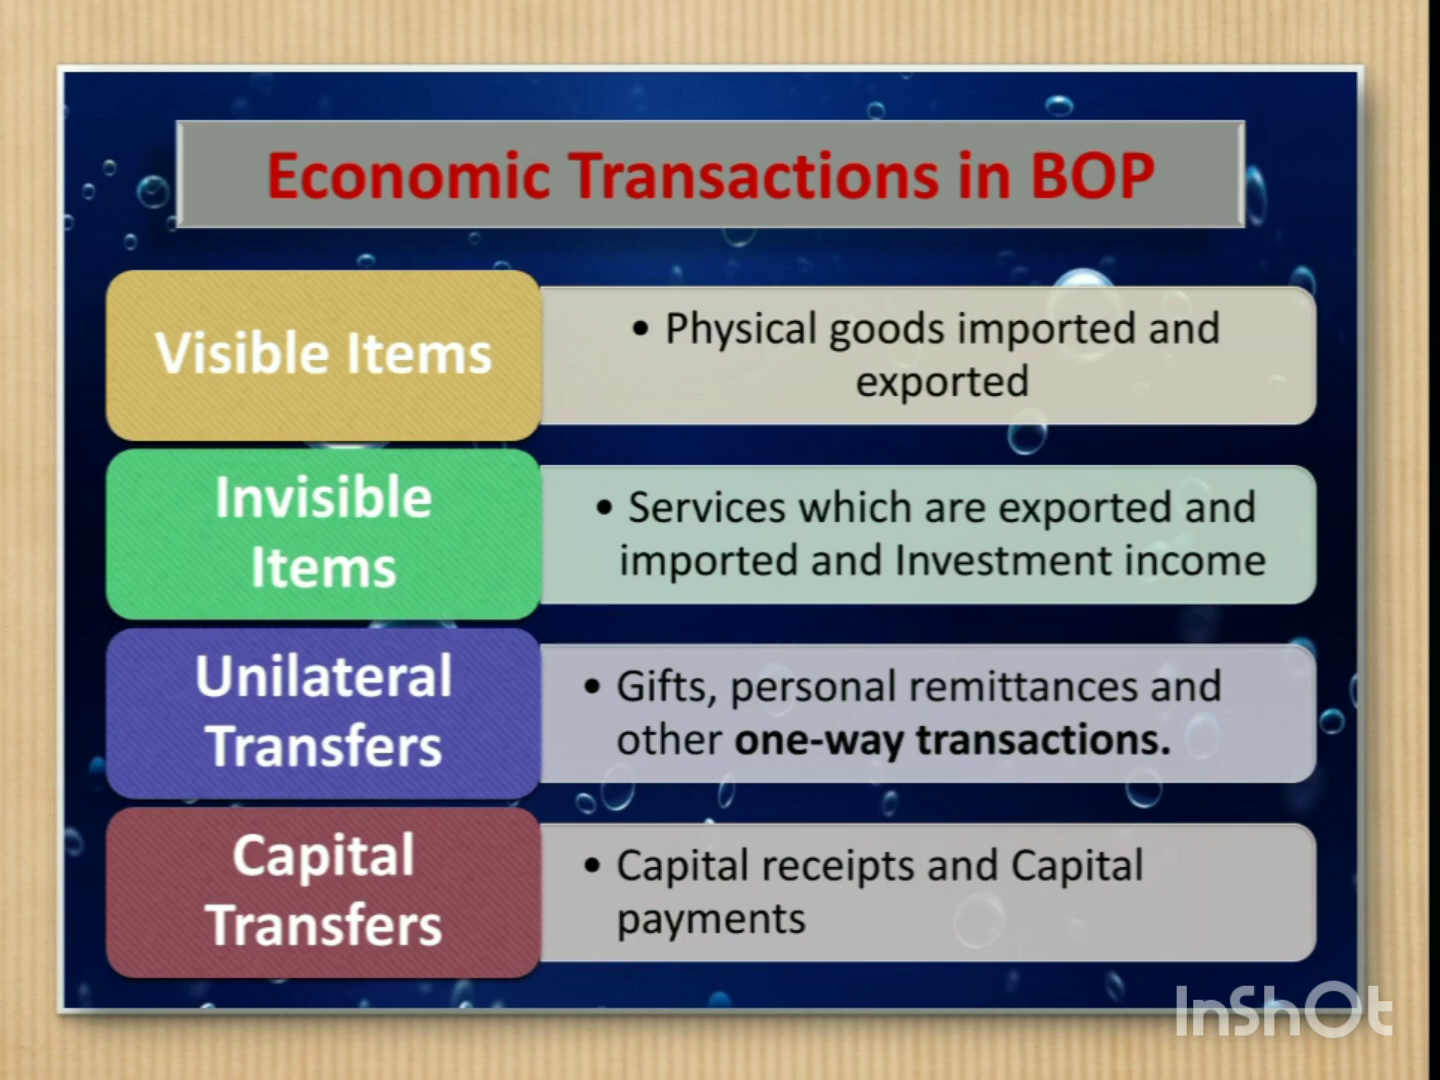 Economic Transactions in BOP
Visible Items
• Physical goods imported and
exported
Invisible
Items
• Services which are exported and
imported and Investment income
Unilateral
Transfers
• Gifts, personal remittances and
other one-way transactions.
Capital
Transfers
• Capital receipts and Capital
payments
InShOt